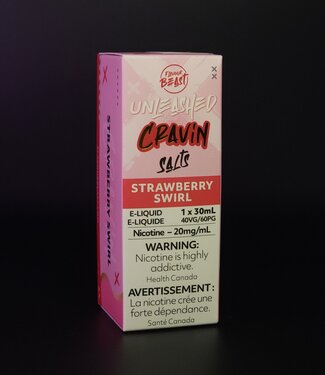 FLAVOUR
BEAST
UNLEASHED
CRAVIN
SALTS
STRAWBERRY
SWIRL
E-LIQUID
E-LIQUIDE
1 x 30mL
40VG/60PG
Nicotine – 20mg/mL
WARNING:
Nicotine is highly
addictive.
Health Canada
AVERTISSEMENT :
La nicotine crée une
forte dépendance.
Santé Canada
STRAWBERRY SWIRL